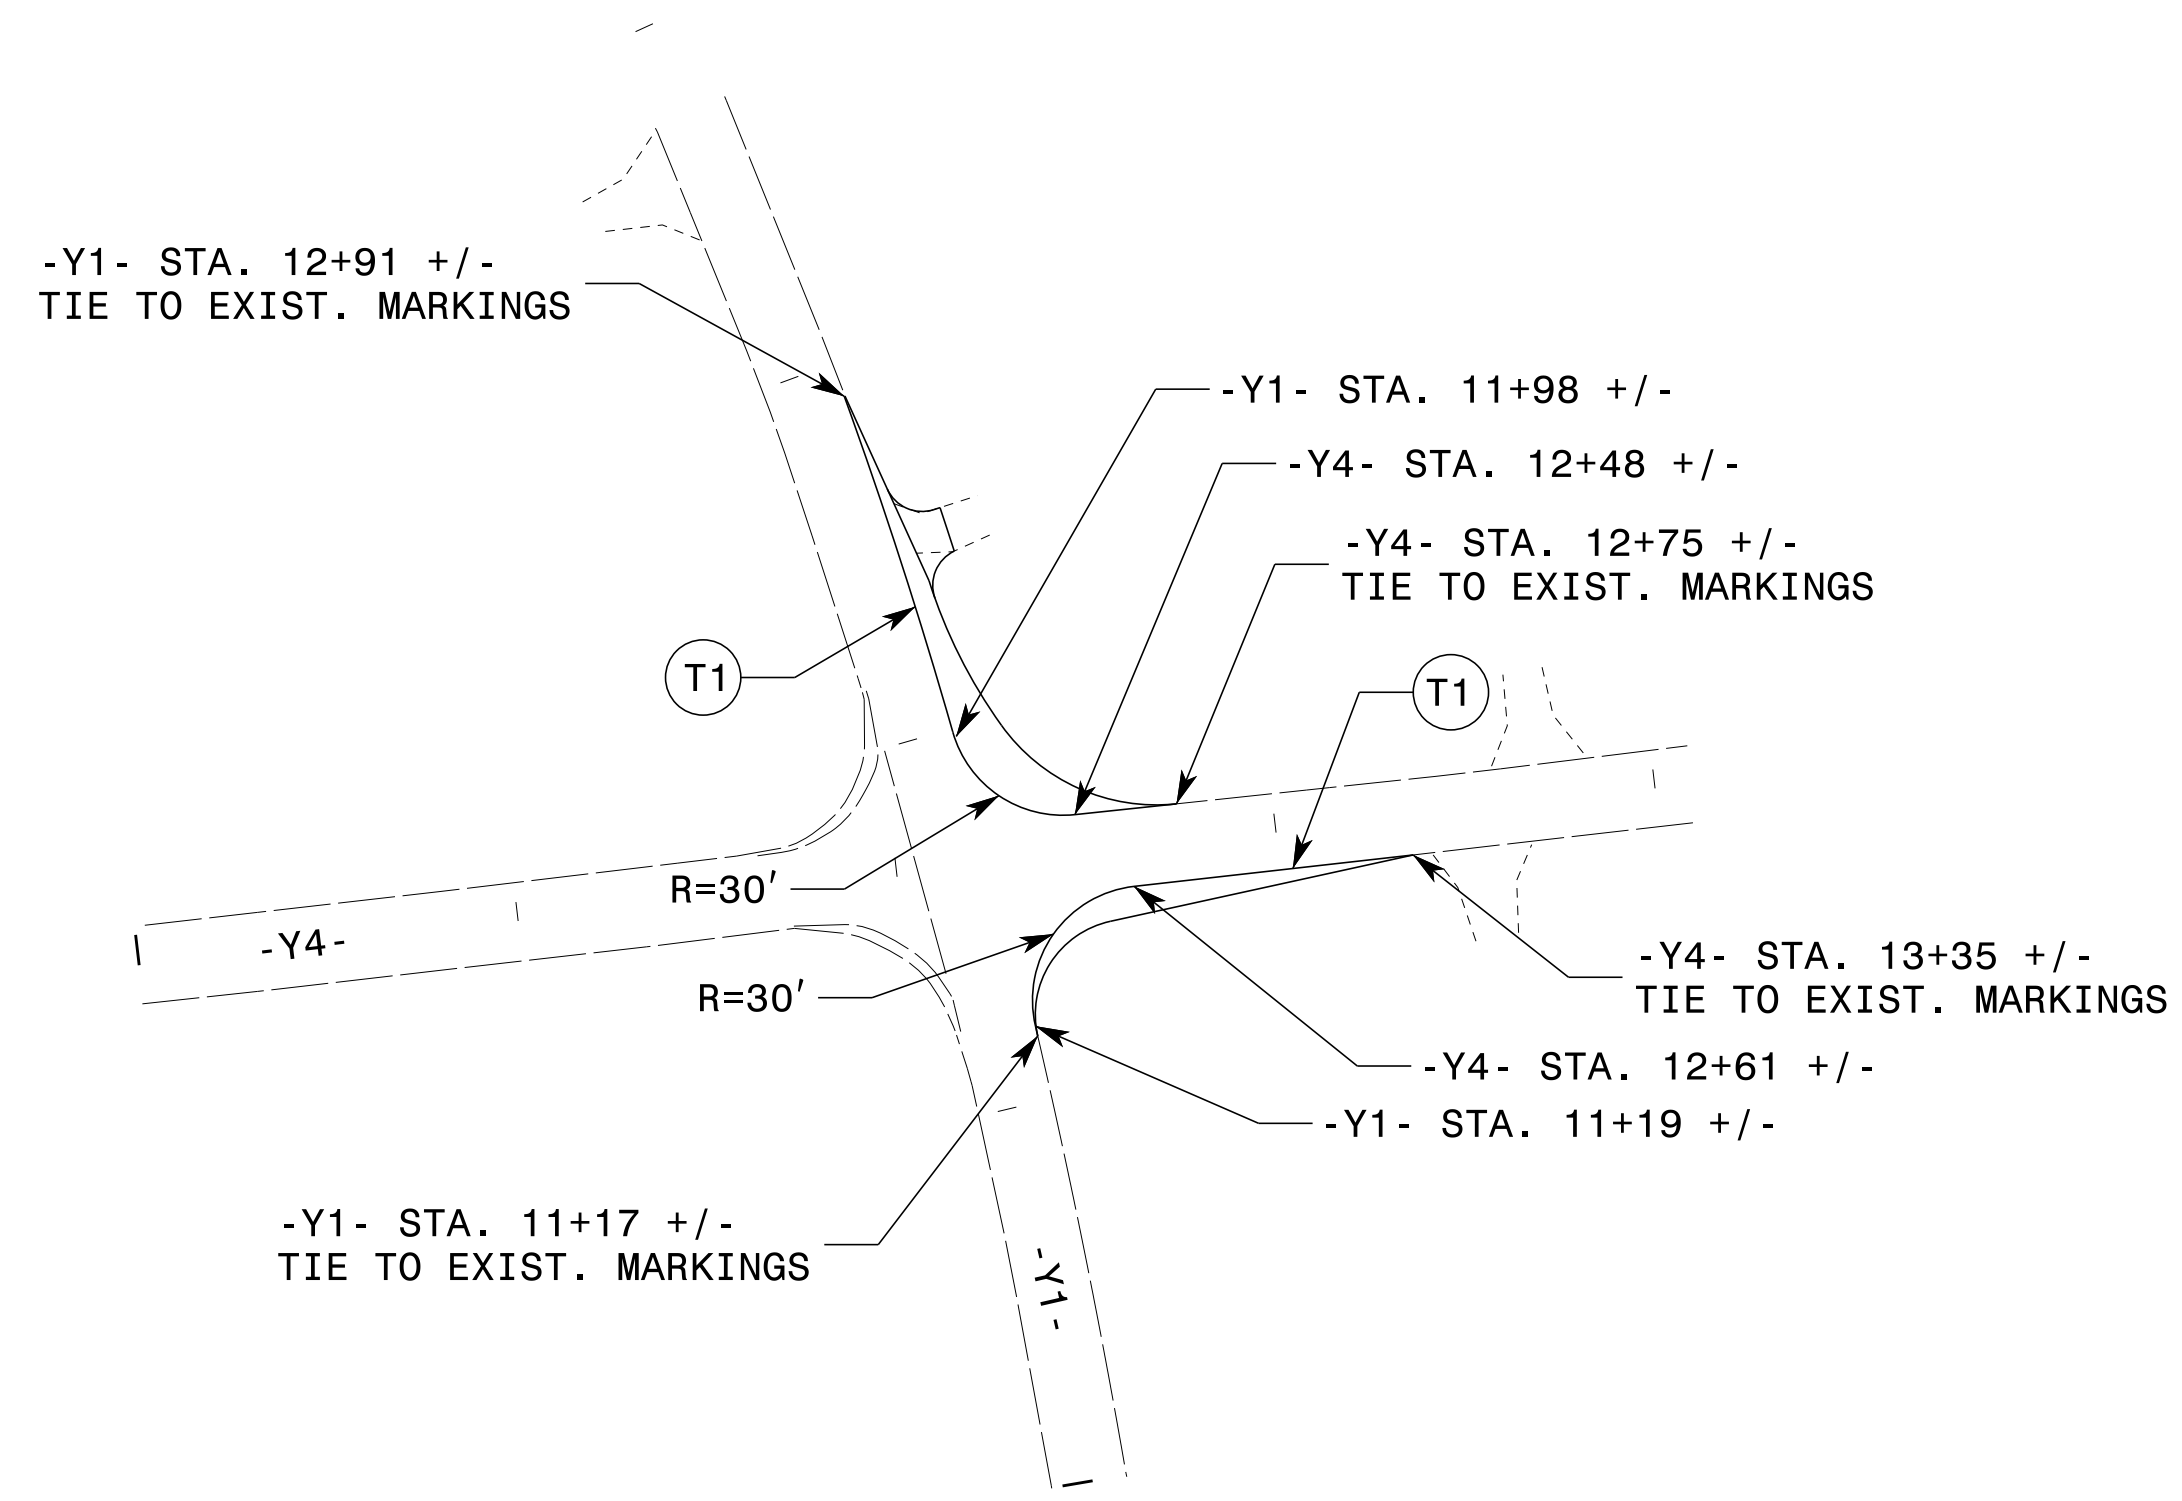 -Y1- STA. 12+91 +/-
TIE TO EXIST. MARKINGS
-Y1- STA. 11+98 +/-
-Y4- STA. 12+48 +/-
-Y4- STA. 12+75 +/-
TIE TO EXIST. MARKINGS
T1
T1
R=30'
-Y4-
R=30'
-Y4- STA. 13+35 +/-
TIE TO EXIST. MARKINGS
-Y4- STA. 12+61 +/-
-Y1- STA. 11+19 +/-
-Y1- STA. 11+17 +/-
TIE TO EXIST. MARKINGS
-Y1-